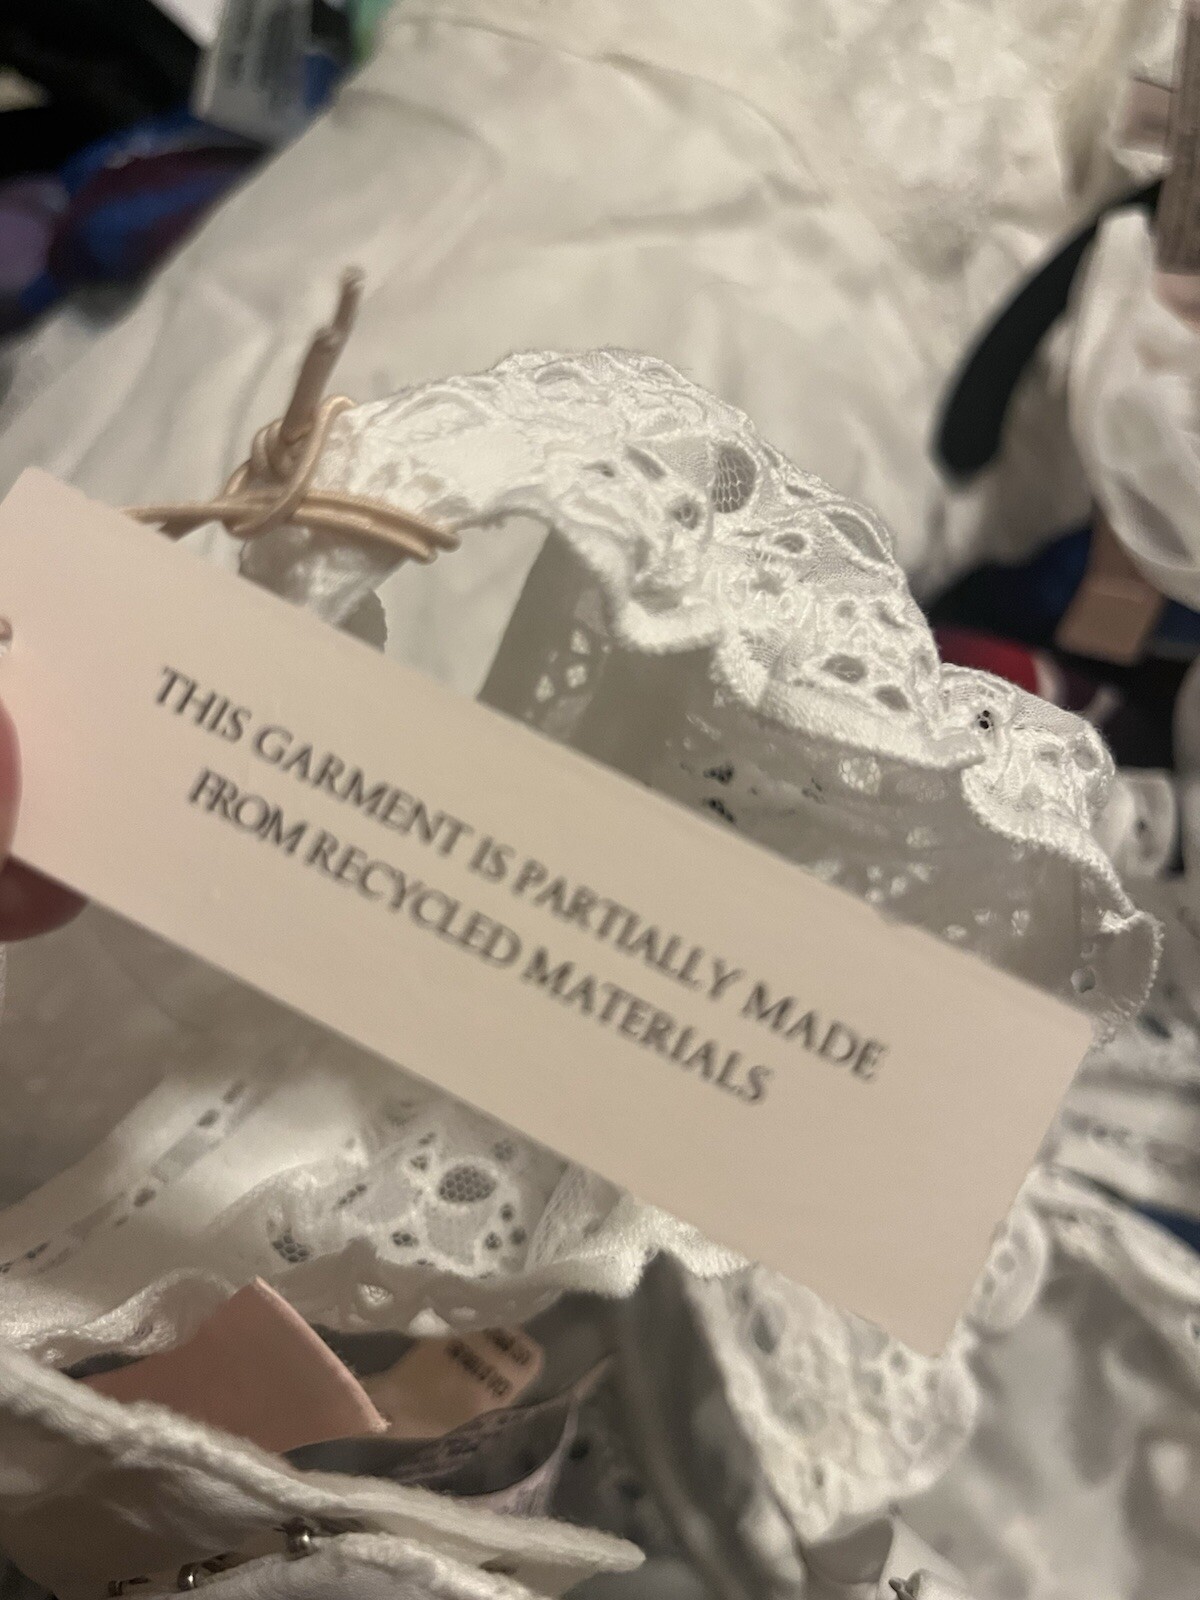 THIS GARMENT IS PARTIALLY MADE
FROM RECYCLED MATERIALS